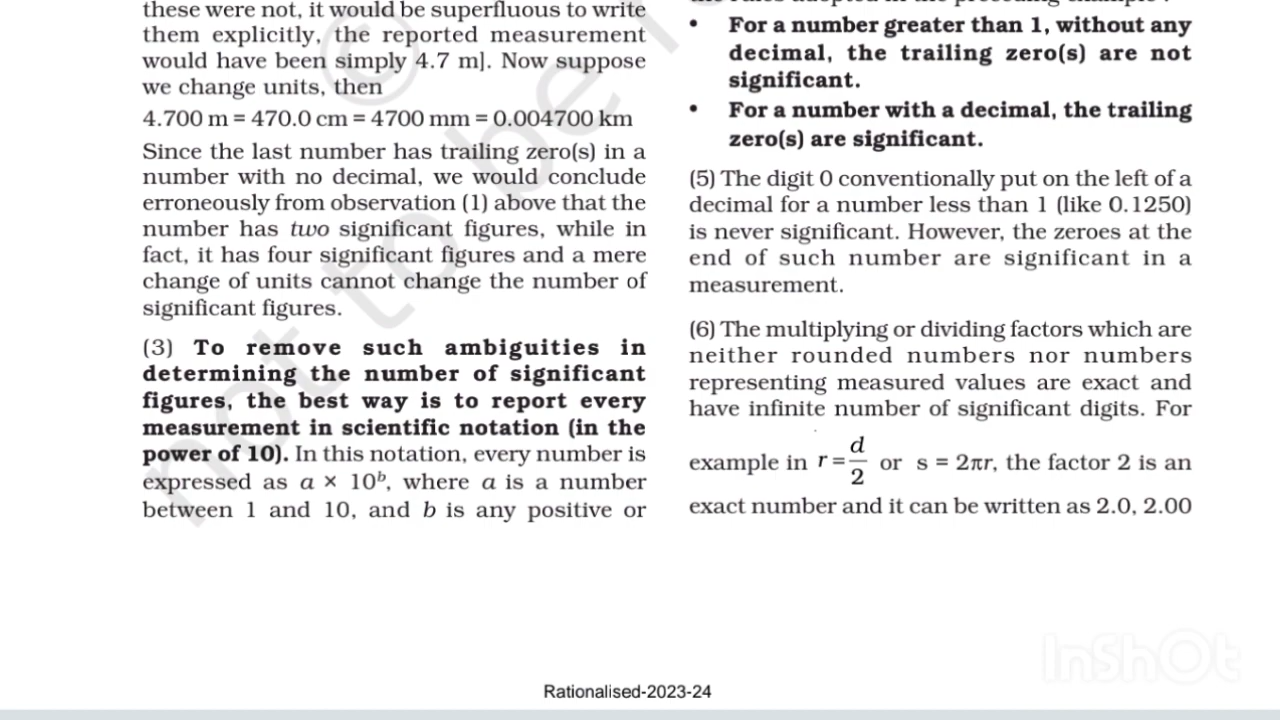 these were not, it would be superfluous to write
them explicitly, the reported measurement
would have been simply 4.7 m]. Now suppose
we change units, then
4.700 m = 470.0 cm = 4700 mm = 0.004700 km
Since the last number has trailing zero(s) in a
number with no decimal, we would conclude
erroneously from observation (1) above that the
number has two significant figures, while in
fact, it has four significant figures and a mere
change of units cannot change the number of
significant figures.
(3) To remove such ambiguities in
determining the number of significant
figures, the best way is to report every
measurement in scientific notation (in the
power of 10). In this notation, every number is
expressed as a × 10ᵇ, where a is a number
between 1 and 10, and b is any positive or
• For a number greater than 1, without any
decimal, the trailing zero(s) are not
significant.
• For a number with a decimal, the trailing
zero(s) are significant.
(5) The digit 0 conventionally put on the left of a
decimal for a number less than 1 (like 0.1250)
is never significant. However, the zeroes at the
end of such number are significant in a
measurement.
(6) The multiplying or dividing factors which are
neither rounded numbers nor numbers
representing measured values are exact and
have infinite number of significant digits. For
example in r = d/2 or s = 2πr, the factor 2 is an
exact number and it can be written as 2.0, 2.00
Rationalised-2023-24
InShOt
not to be r
©